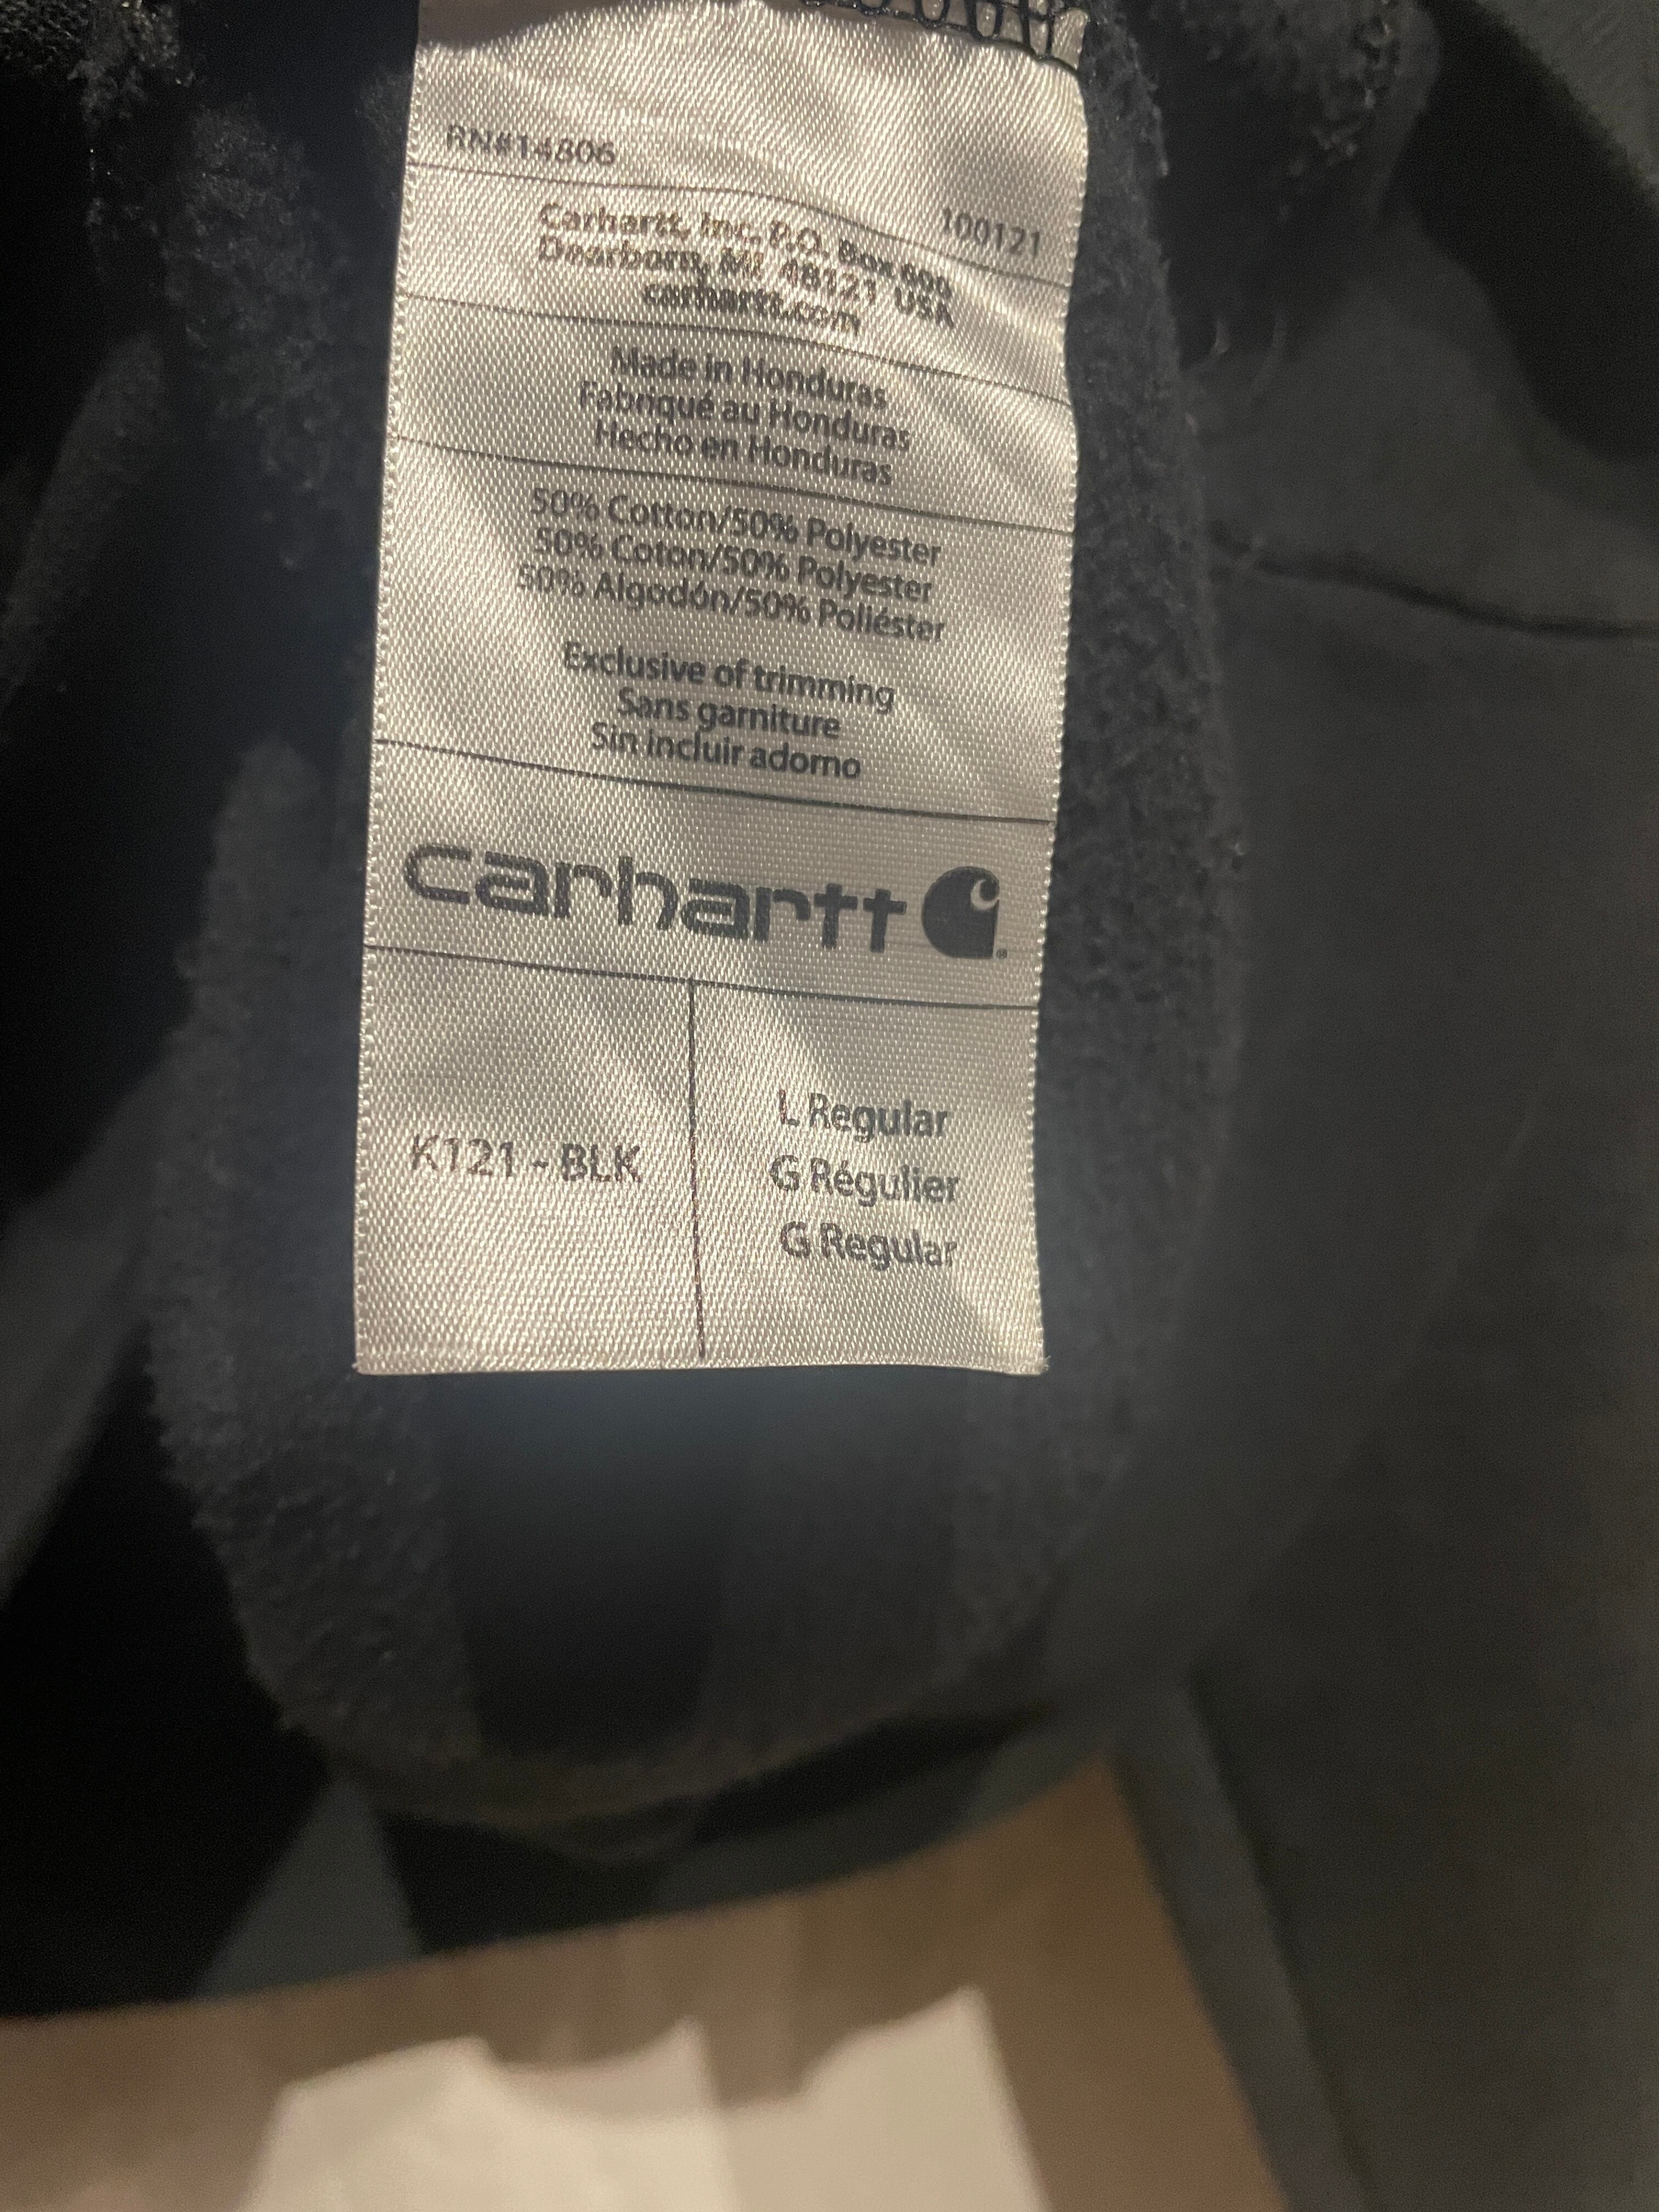 RN#14806
100121
Carhartt, Inc. P.O. Box 600,
Dearborn, MI, 48121, USA
carhartt.com
Made in Honduras
Fabriqué au Honduras
Hecho en Honduras
50% Cotton/50% Polyester
50% Coton/50% Polyester
50% Algodón/50% Poliéster
Exclusive of trimming
Sans garniture
Sin incluir adorno
carhartt
K121 - BLK
L Regular
G Régulier
G Regular